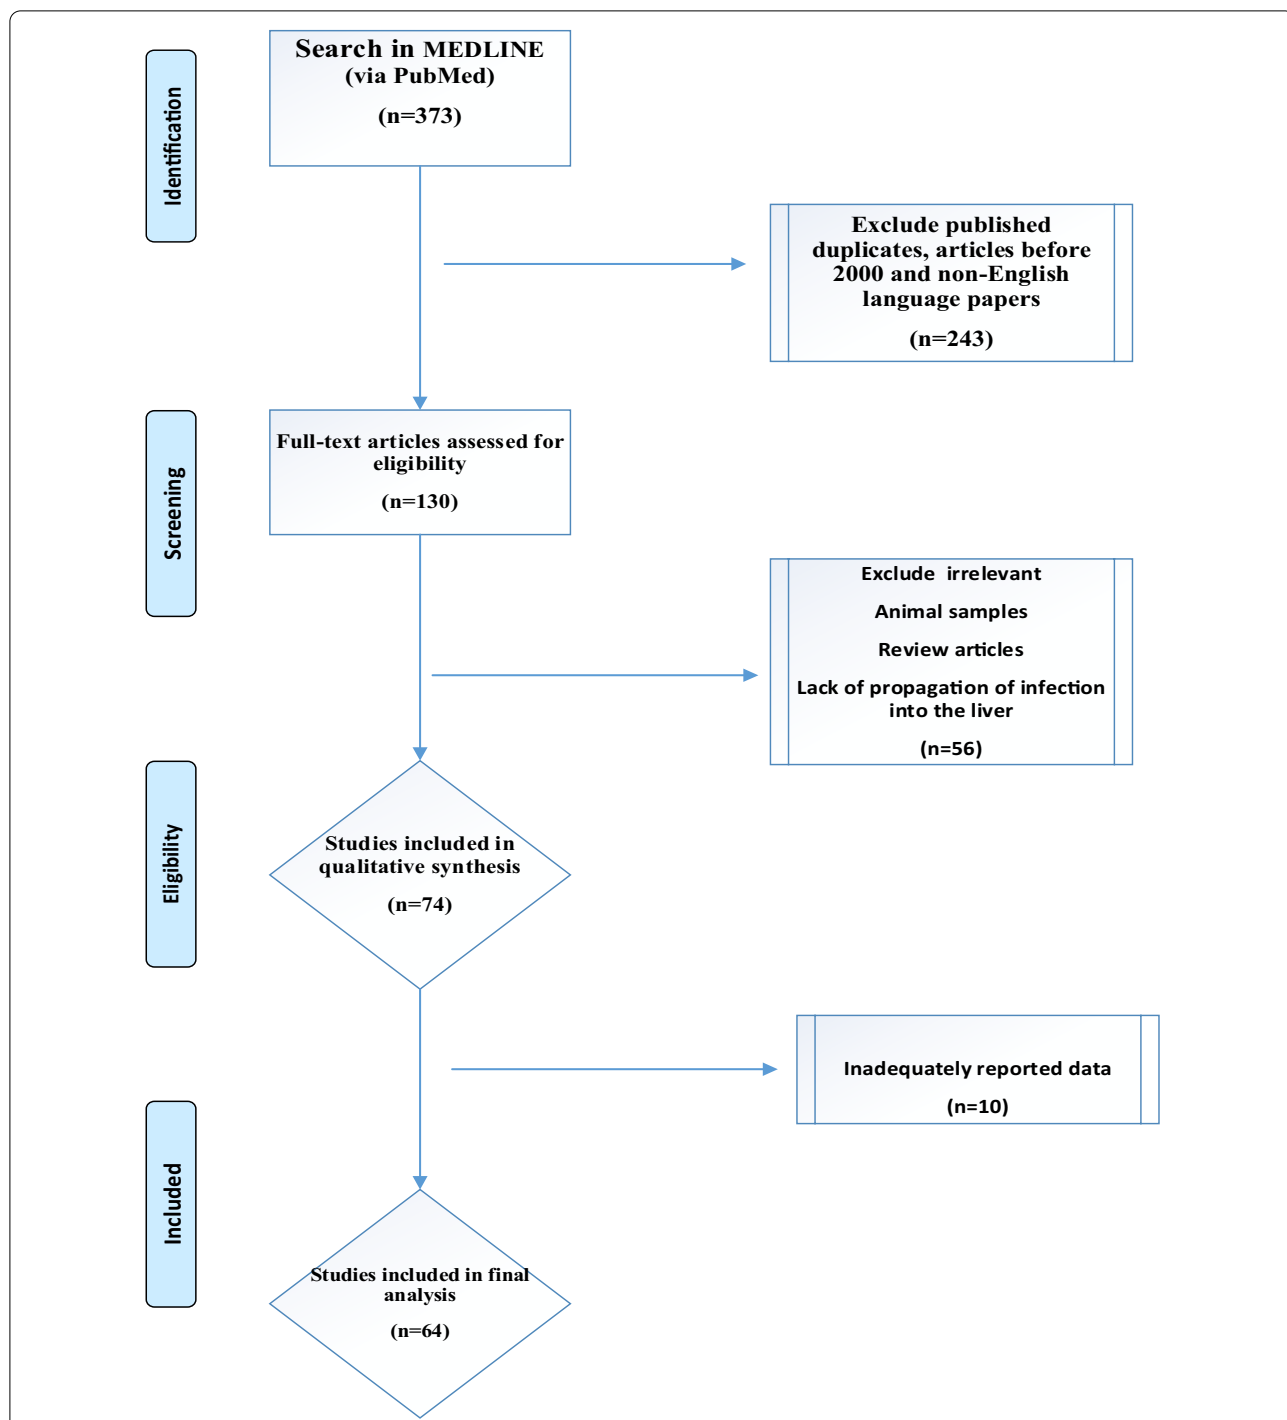 Identification
Search in MEDLINE
(via PubMed)
(n=373)
Exclude published
duplicates, articles before
2000 and non-English
language papers
(n=243)
Screening
Full-text articles assessed for
eligibility
(n=130)
Exclude irrelevant
Animal samples
Review articles
Lack of propagation of infection
into the liver
(n=56)
Eligibility
Studies included in
qualitative synthesis
(n=74)
Inadequately reported data
(n=10)
Included
Studies included in final
analysis
(n=64)